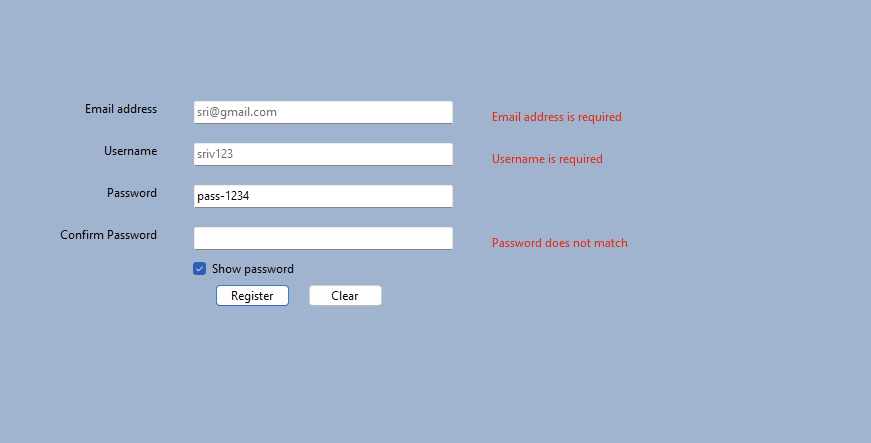 Email address sri@gmail.com Email address is required
Username sriv123 Username is required
Password pass-1234
Confirm Password Password does not match
Show password
Register Clear